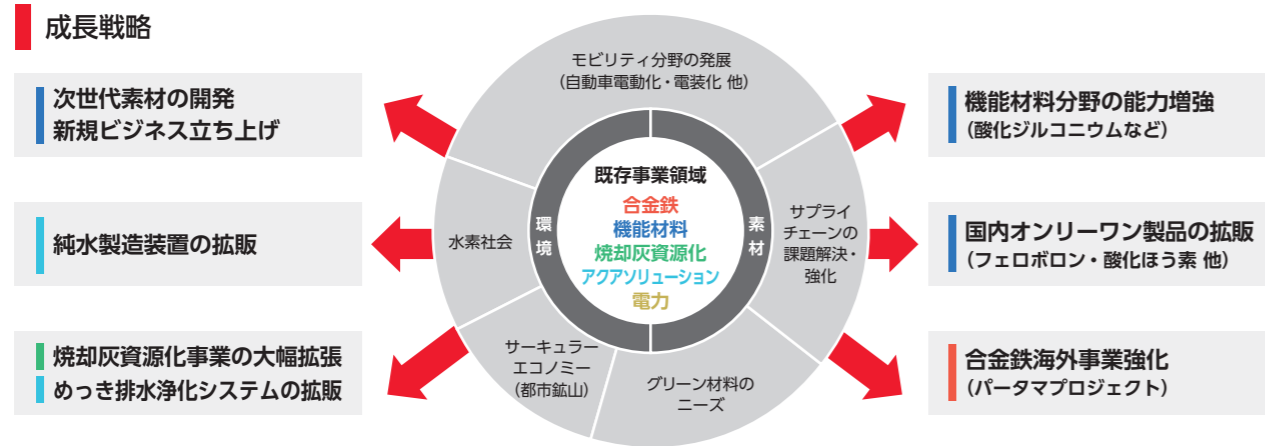 成長戦略
次世代素材の開発
新規ビジネス立ち上げ
純水製造装置の拡販
焼却灰資源化事業の大幅拡張
めっき排水浄化システムの拡販
モビリティ分野の発展
(自動車電動化・電装化 他)
水素社会
サーキュラー
エコノミー
(都市鉱山)
グリーン材料の
ニーズ
サプライ
チェーンの
課題解決・
強化
環境
素材
既存事業領域
合金鉄
機能材料
焼却灰資源化
アクアソリューション
電力
機能材料分野の能力増強
(酸化ジルコニウムなど)
国内オンリーワン製品の拡販
(フェロボロン・酸化ほう素 他)
合金鉄海外事業強化
(パータマプロジェクト)